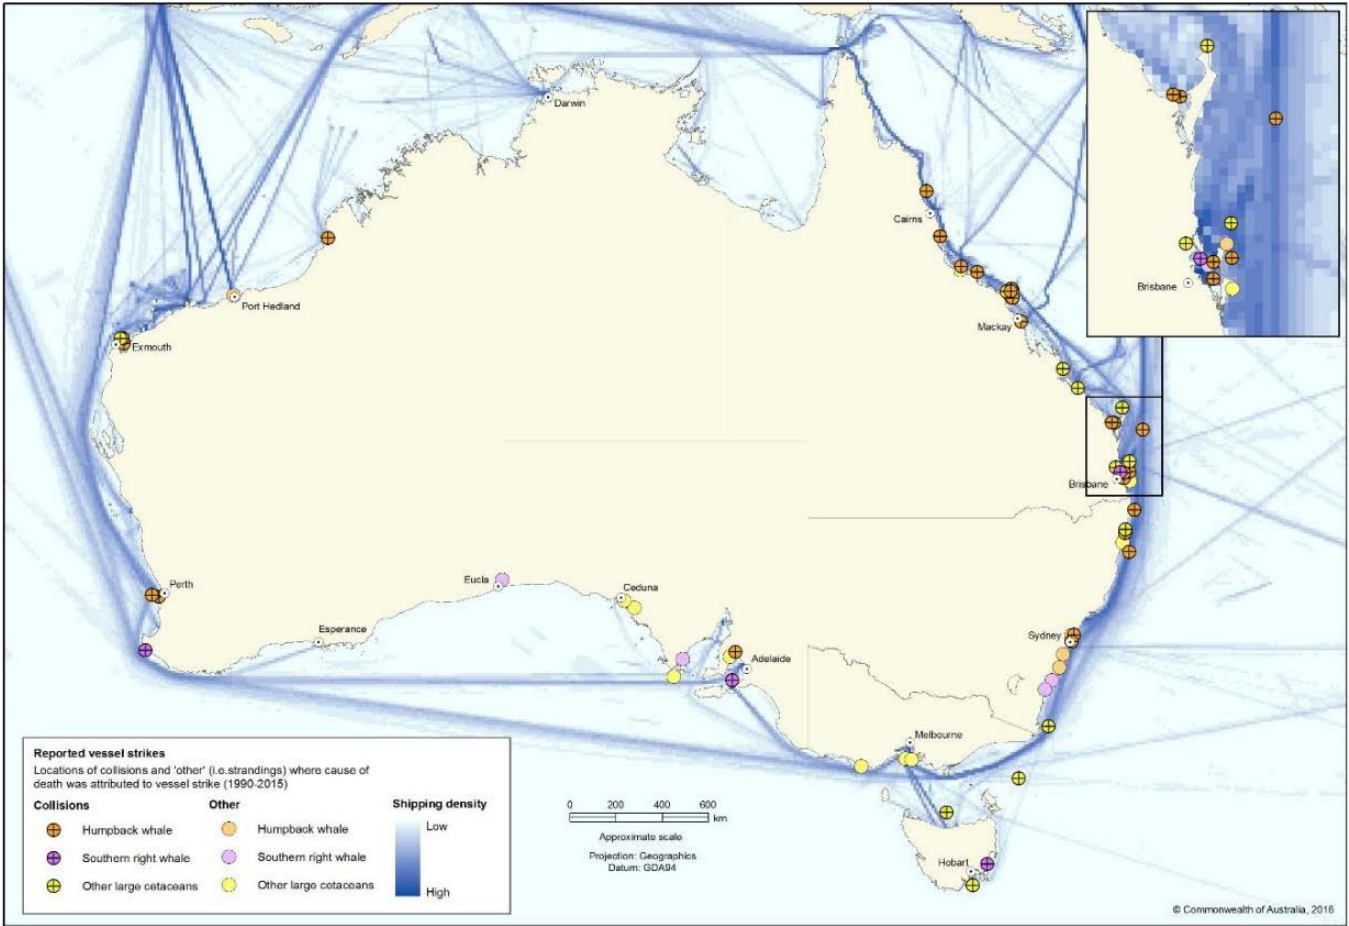 Darwin
Cairns
Port Hedland
Exmouth
Mackay
Brisbane
Brisbane
Perth
Eucla
Ceduna
Esperance
Sydney
Adelaide
Melbourne
Hobart
Reported vessel strikes
Locations of collisions and 'other' (i.e.strandings) where cause of
death was attributed to vessel strike (1990-2015)
Collisions Other Shipping density
Humpback whale Humpback whale Low
Southern right whale Southern right whale
Other large cetaceans Other large cetaceans High
0 200 400 600
km
Approximate scale
Projection: Geographics
Datum: GDA94
© Commonwealth of Australia, 2016